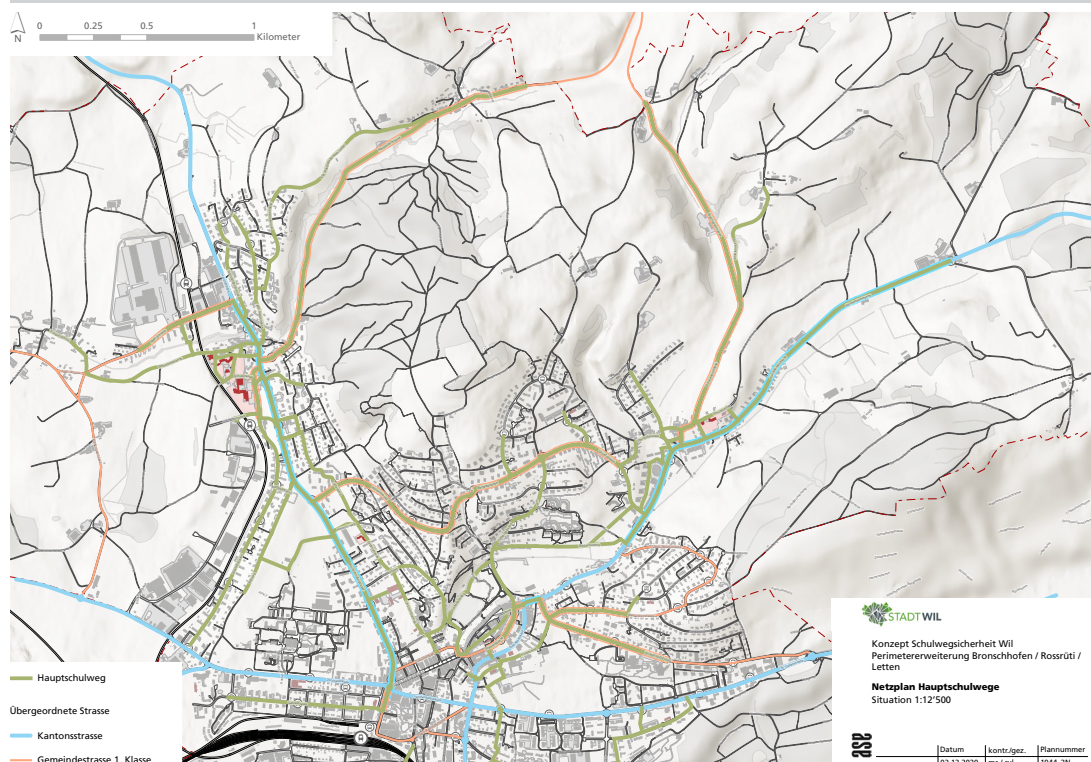 0 0.25 0.5 1
Kilometer
N
Hauptschulweg
Übergeordnete Strasse
Kantonsstrasse
Gemeindestrasse 1. Klasse
STADT WIL
Konzept Schulwegsicherheit Wil
Perimetererweiterung Bronschhofen / Rossrüti /
Letten
Netzplan Hauptschulwege
Situation 1:12'500
Datum kontr./gez. Plannummer